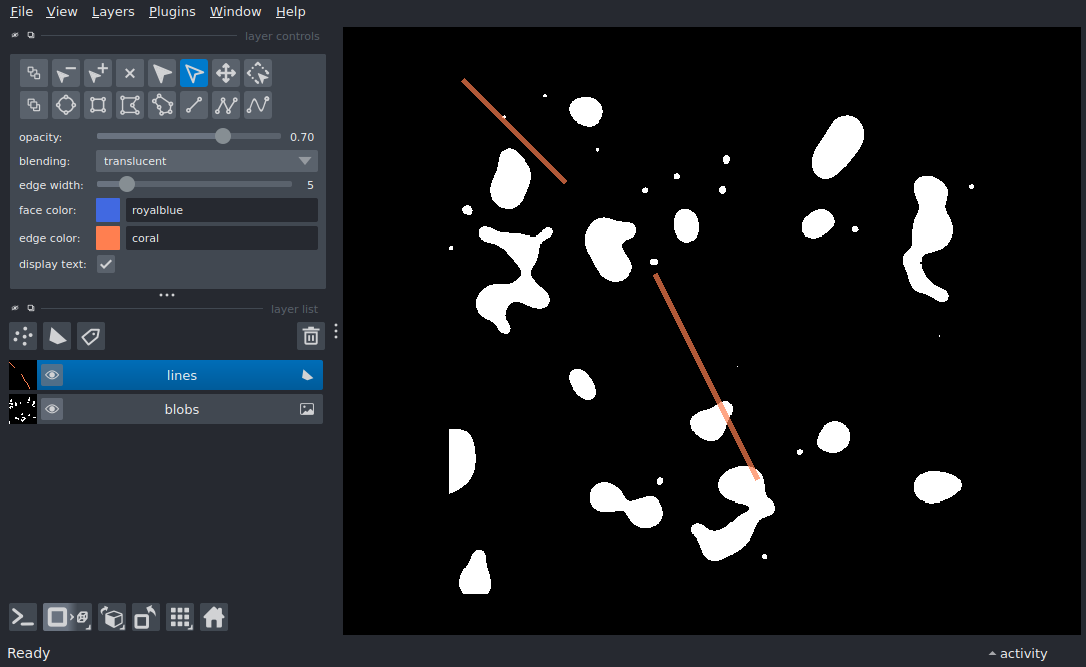 File View Layers Plugins Window Help
layer controls
opacity: 0.70
blending: translucent
edge width: 5
face color: royalblue
edge color: coral
display text:
layer list
lines
blobs
Ready
activity